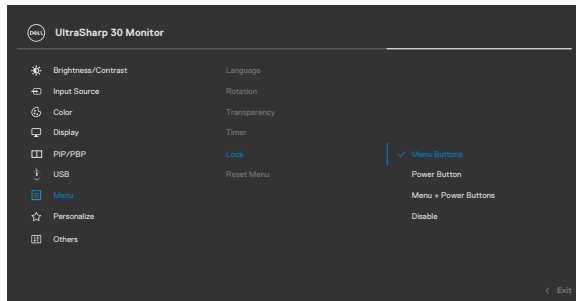 DELL UltraSharp 30 Monitor
Brightness/Contrast
Input Source
Color
Display
PIP/PBP
USB
Menu
Personalize
Others
Language
Rotation
Transparency
Timer
Lock
Reset Menu
Menu Buttons
Power Button
Menu + Power Buttons
Disable
Exit